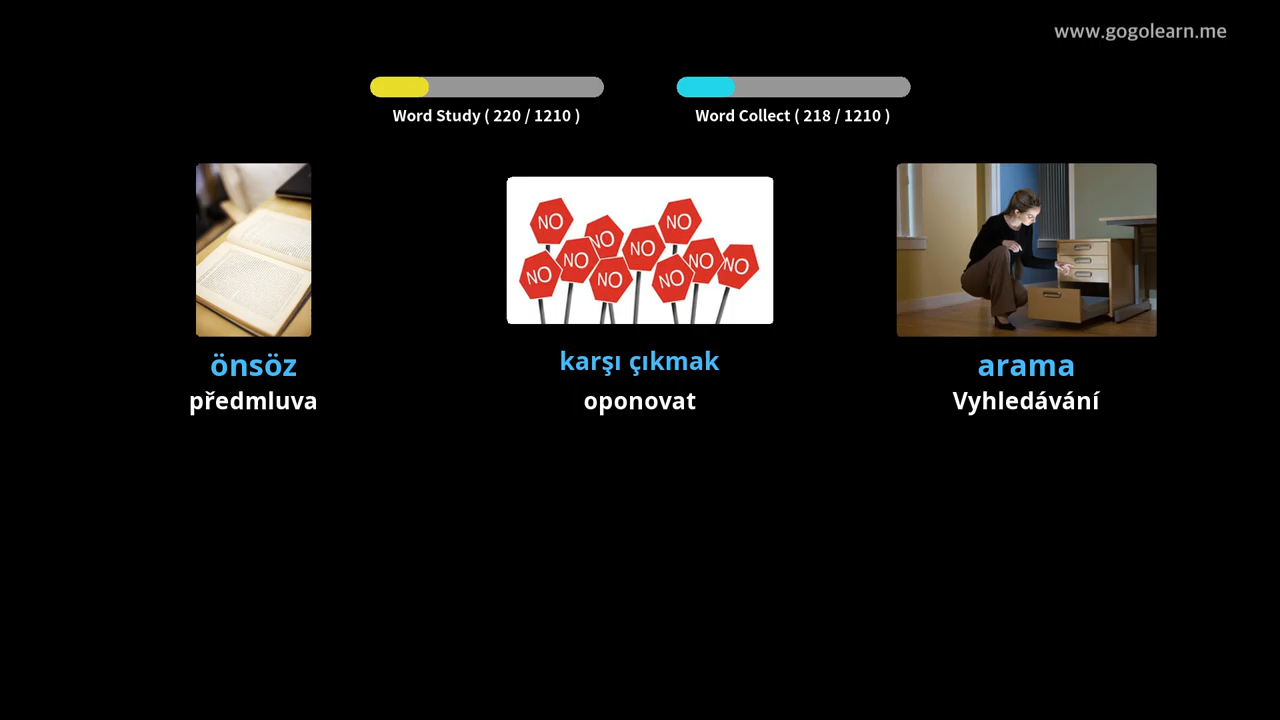 www.gogolearn.me
Word Study ( 220 / 1210 )
Word Collect ( 218 / 1210 )
NO
NO
NO
NO
NO
NO
NO
NO
NO
NO
önsöz
karşı çıkmak
arama
předmluva
oponovat
Vyhledávání